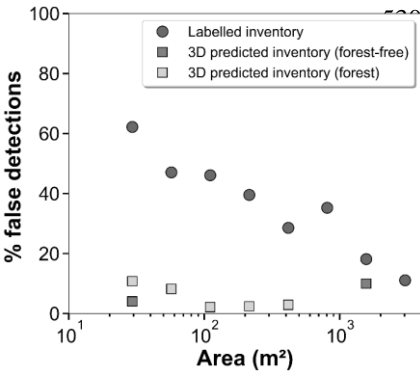 100
80
60
40
20
0
% false detections
Labelled inventory
3D predicted inventory (forest-free)
3D predicted inventory (forest)
10¹ 10² 10³
Area (m²)